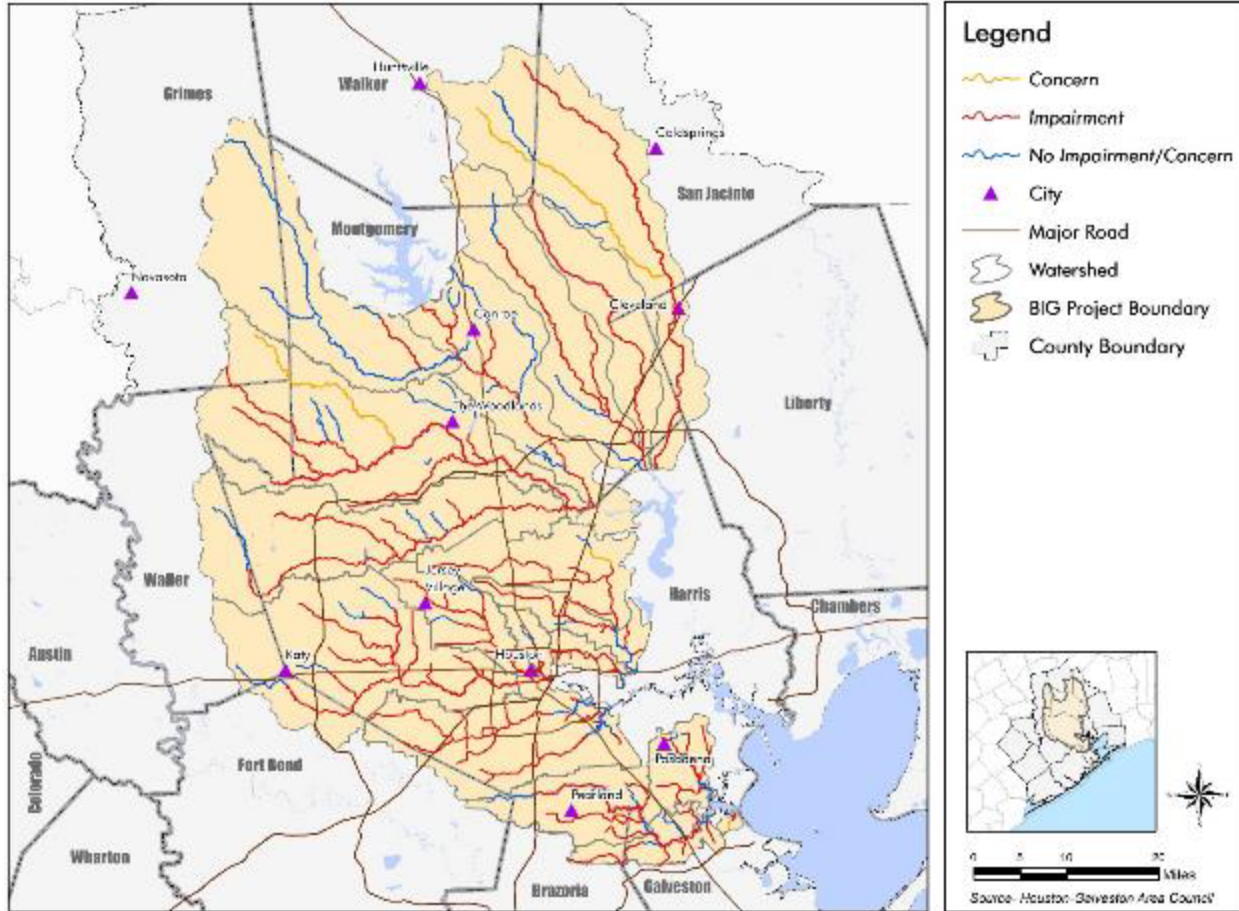 Huntsville
Grimes
Walker
Coldsprings
San Jacinto
Montgomery
Navasota
Conroe
Cleveland
The Woodlands
Liberty
Waller
Jersey
Village
Harris
Chambers
Austin
Katy
Houston
Fort Bend
Pasadena
Colorado
Pearland
Wharton
Brazoria
Galveston
Legend
Concern
Impairment
No Impairment/Concern
City
Major Road
Watershed
BIG Project Boundary
County Boundary
0 5 10 20
Miles
Source: Houston-Galveston Area Council